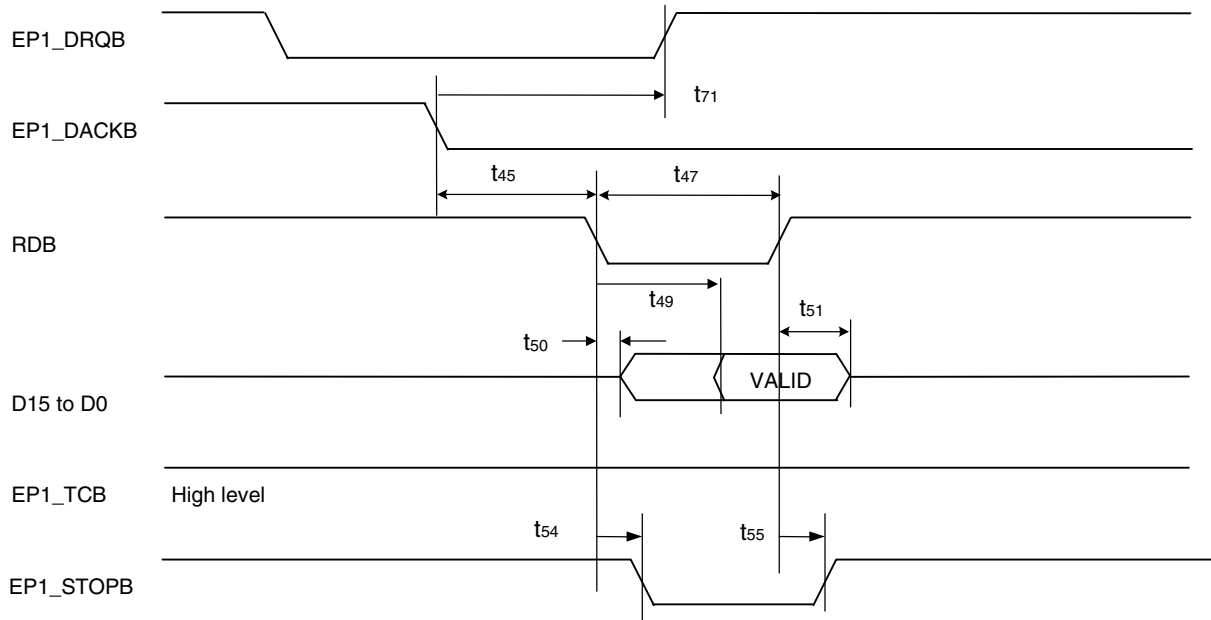 EP1_DRQB
t71
EP1_DACKB
t45
t47
RDB
t49
t51
t50
VALID
D15 to D0
EP1_TCB
High level
t54
t55
EP1_STOPB